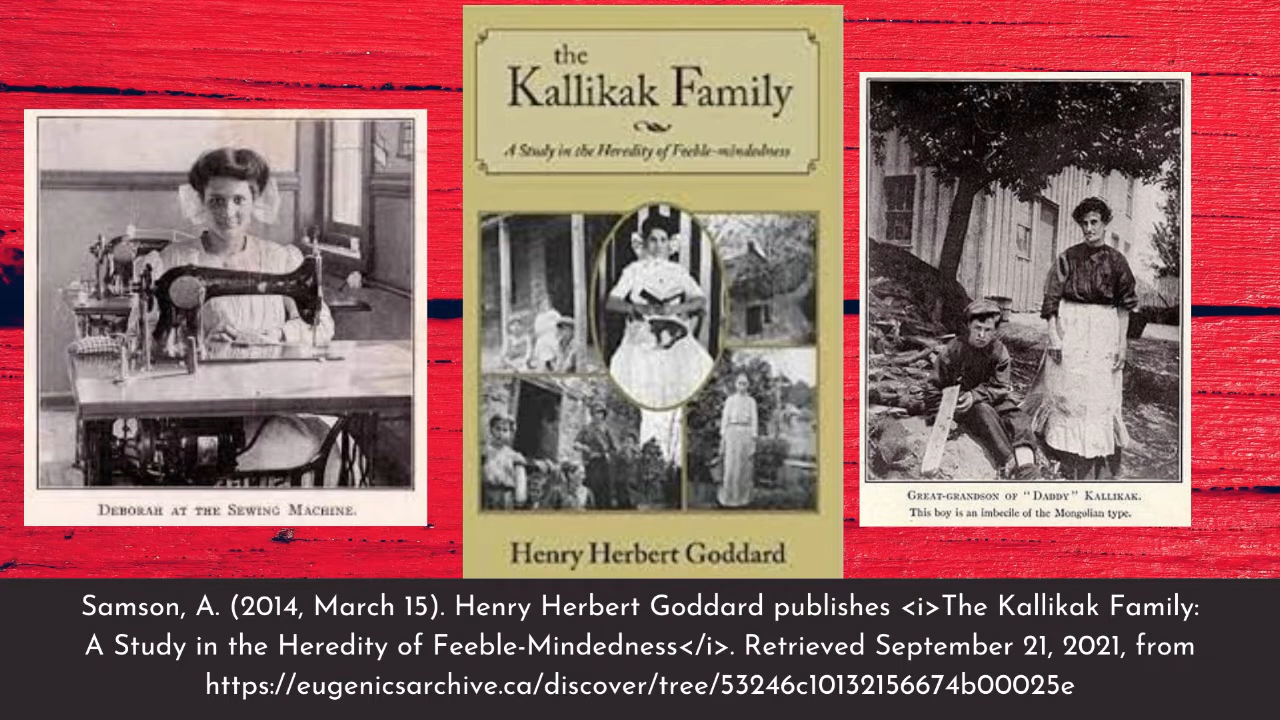 the
Kallikak Family
A Study in the Heredity of Feeble-mindedness
Henry Herbert Goddard
DEBORAH AT THE SEWING MACHINE.
GREAT-GRANDSON OF "DADDY" KALLIKAK.
This boy is an imbecile of the Mongolian type.
Samson, A. (2014, March 15). Henry Herbert Goddard publishes <i>The Kallikak Family:
A Study in the Heredity of Feeble-Mindedness</i>. Retrieved September 21, 2021, from
https://eugenicsarchive.ca/discover/tree/53246c10132156674b00025e